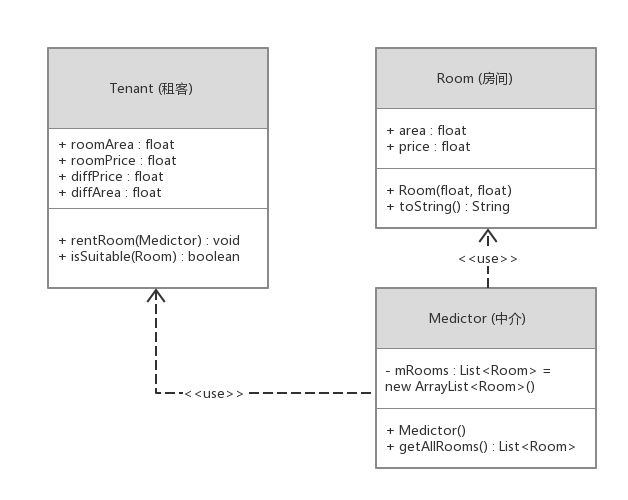 Tenant (租客)
+ roomArea : float
+ roomPrice : float
+ diffPrice : float
+ diffArea : float
+ rentRoom(Medictor) : void
+ isSuitable(Room) : boolean
Room (房间)
+ area : float
+ price : float
+ Room(float, float)
+ toString() : String
<<use>>
Medictor (中介)
- mRooms : List<Room> =
new ArrayList<Room>()
+ Medictor()
+ getAllRooms() : List<Room>
<<use>>